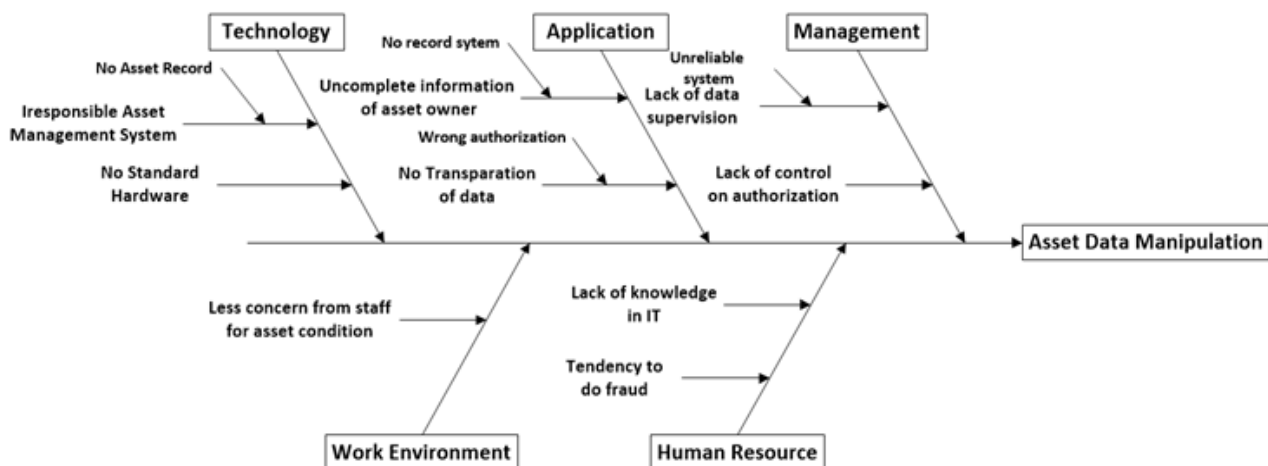 Technology
Application
Management
No Asset Record
Iresponsible Asset
Management System
No Standard
Hardware
No record sytem
Uncomplete information
of asset owner
Wrong authorization
No Transparation
of data
Unreliable
system
Lack of data
supervision
Lack of control
on authorization
Asset Data Manipulation
Less concern from staff
for asset condition
Lack of knowledge
in IT
Tendency to
do fraud
Work Environment
Human Resource